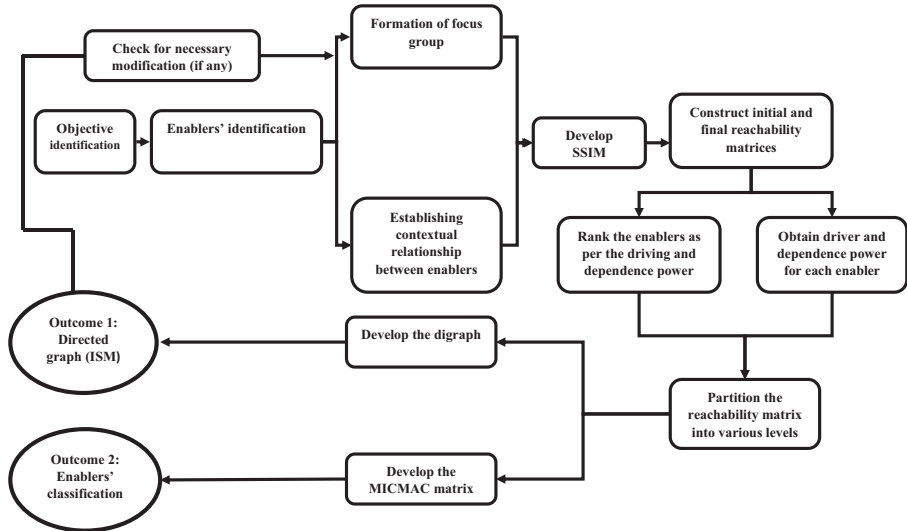 Formation of focus
group
Check for necessary
modification (if any)
Objective
identification
Enablers’ identification
Develop
SSIM
Construct initial and
final reachability
matrices
Establishing
contextual
relationship
between enablers
Rank the enablers as
per the driving and
dependence power
Obtain driver and
dependence power
for each enabler
Outcome 1:
Directed
graph (ISM)
Develop the digraph
Partition the
reachability matrix
into various levels
Outcome 2:
Enablers’
classification
Develop the
MICMAC matrix